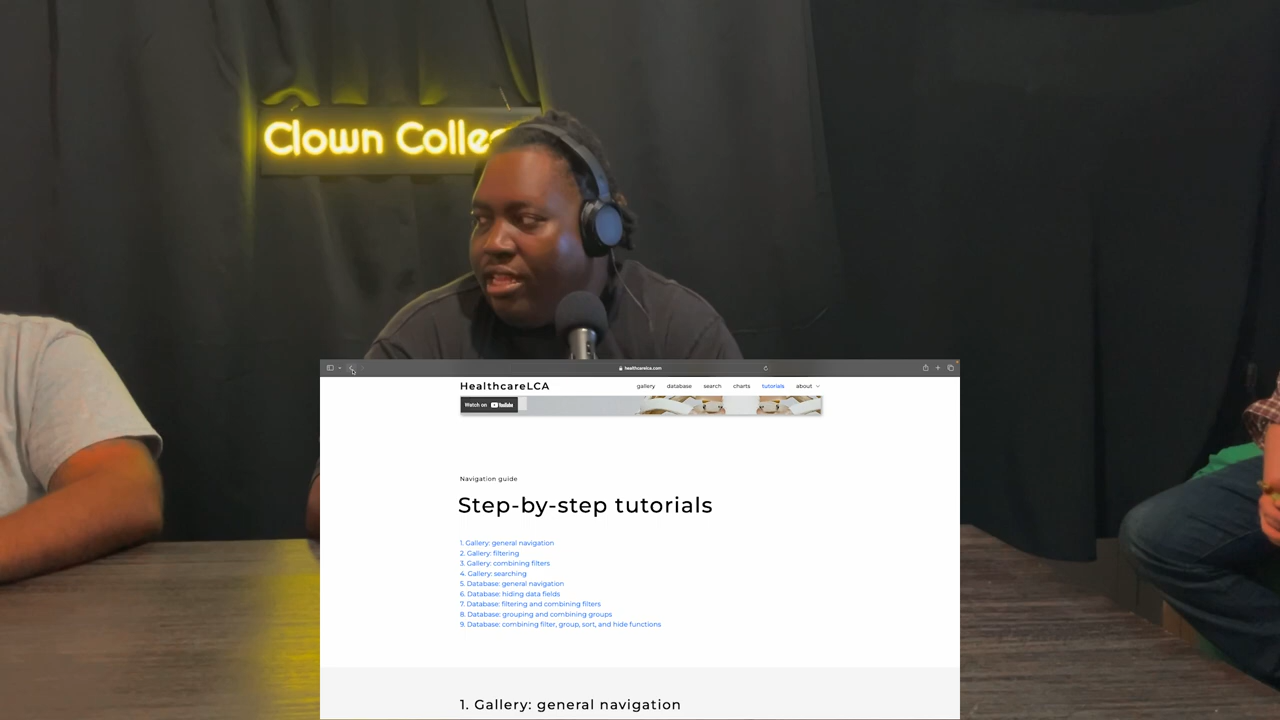 Clown Colle
healthcarelca.com
HealthcareLCA
gallery database search charts tutorials about
Watch on YouTube
Navigation guide
Step-by-step tutorials
1. Gallery: general navigation
2. Gallery: filtering
3. Gallery: combining filters
4. Gallery: searching
5. Database: general navigation
6. Database: hiding data fields
7. Database: filtering and combining filters
8. Database: grouping and combining groups
9. Database: combining filter, group, sort, and hide functions
1. Gallery: general navigation